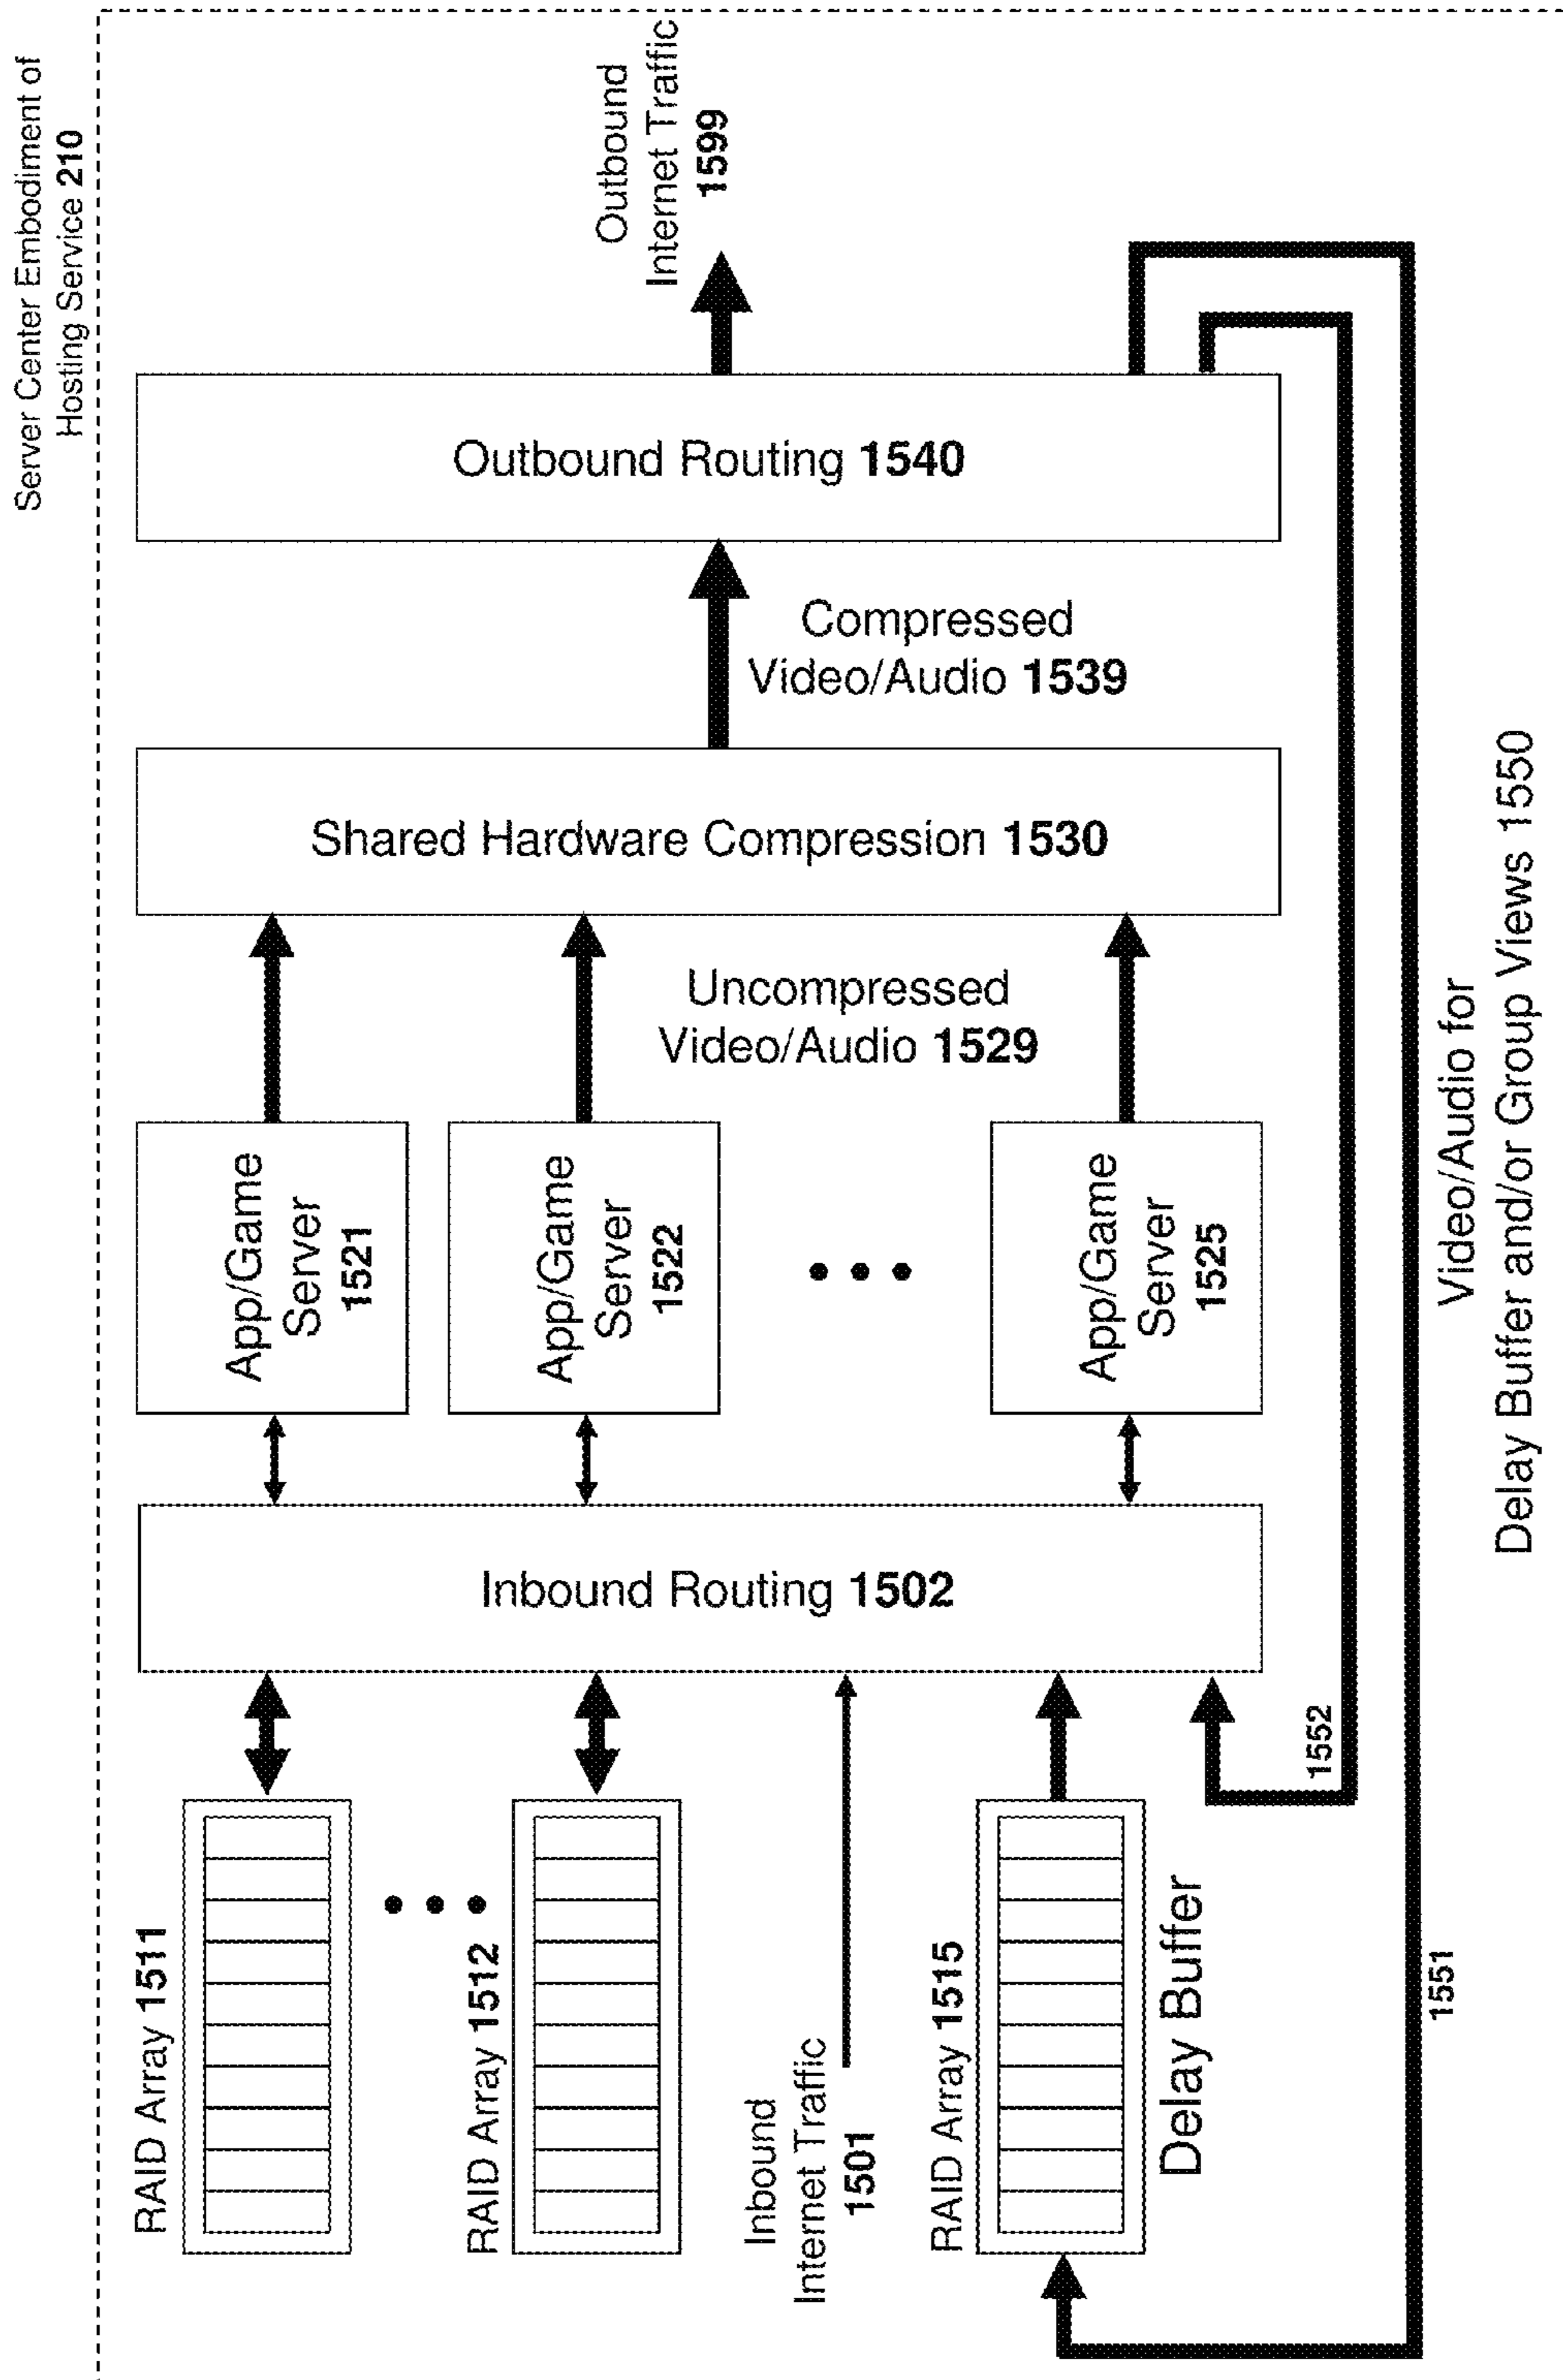 Server Center Embodiment of
Hosting Service 210
RAID Array 1511
RAID Array 1512
Inbound
Internet Traffic
1501
RAID Array 1515
Delay Buffer
Inbound Routing 1502
App/Game
Server
1521
App/Game
Server
1522
App/Game
Server
1525
Uncompressed
Video/Audio 1529
Shared Hardware Compression 1530
Compressed
Video/Audio 1539
Outbound Routing 1540
Outbound
Internet Traffic
1599
1552
1551
Video/Audio for
Delay Buffer and/or Group Views 1550